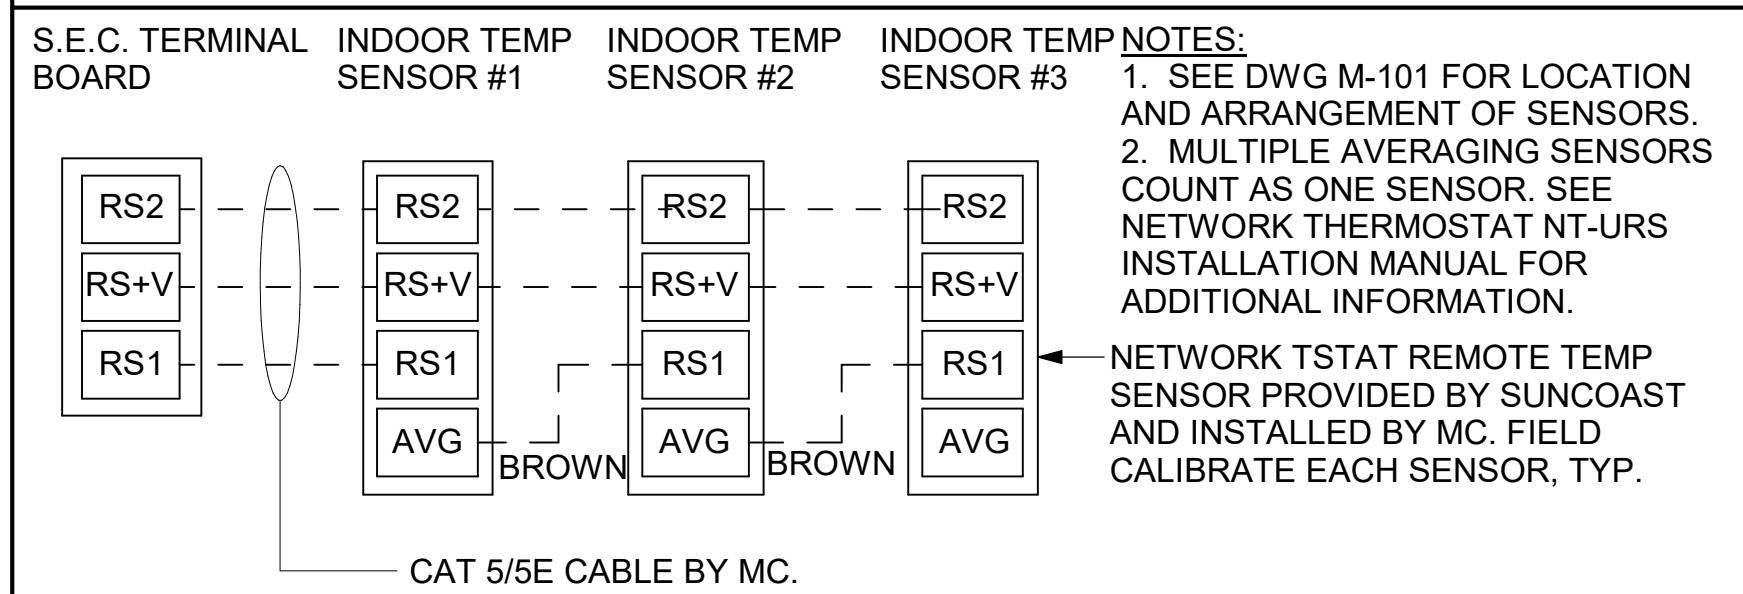 S.E.C. TERMINAL
BOARD
INDOOR TEMP
SENSOR #1
INDOOR TEMP
SENSOR #2
INDOOR TEMP
SENSOR #3
NOTES:
1. SEE DWG M-101 FOR LOCATION
AND ARRANGEMENT OF SENSORS.
2. MULTIPLE AVERAGING SENSORS
COUNT AS ONE SENSOR. SEE
NETWORK THERMOSTAT NT-URS
INSTALLATION MANUAL FOR
ADDITIONAL INFORMATION.
RS2
RS+V
RS1
RS2
RS+V
RS1
AVG
BROWN
RS2
RS+V
RS1
AVG
BROWN
RS2
RS+V
RS1
AVG
NETWORK TSTAT REMOTE TEMP
SENSOR PROVIDED BY SUNCOAST
AND INSTALLED BY MC. FIELD
CALIBRATE EACH SENSOR, TYP.
CAT 5/5E CABLE BY MC.